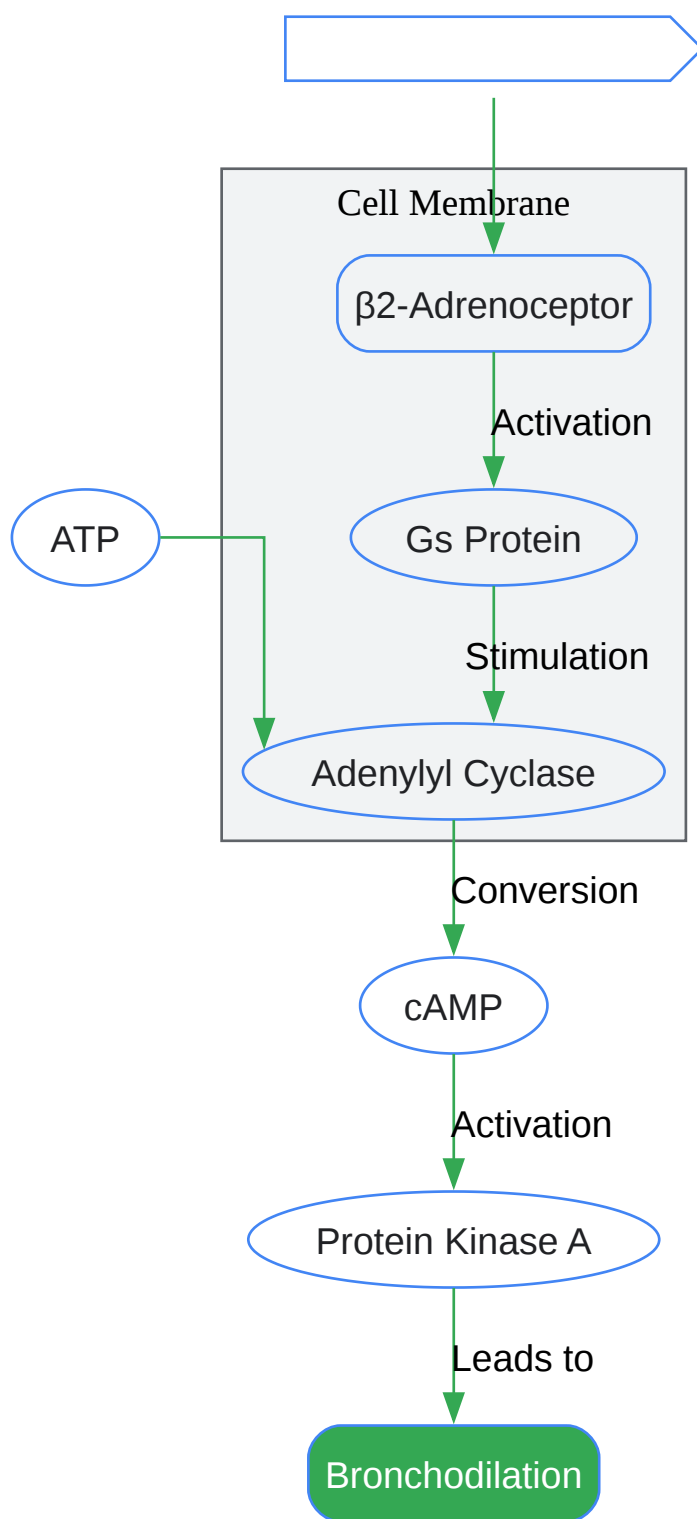 Cell Membrane
β2-Adrenoceptor
Activation
ATP
Gs Protein
Stimulation
Adenylyl Cyclase
Conversion
cAMP
Activation
Protein Kinase A
Leads to
Bronchodilation